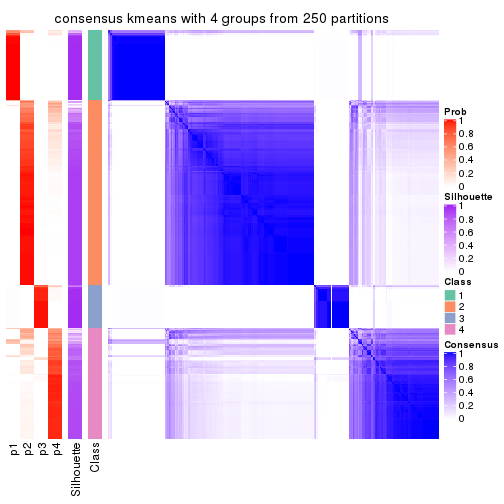 consensus kmeans with 4 groups from 250 partitions
Prob
1
0.8
0.6
0.4
0.2
0
Silhouette
1
0.8
0.6
0.4
0.2
0
Class
1
2
3
4
Consensus
1
0.8
0.6
0.4
0.2
0
p1
p2
p3
p4
Silhouette
Class